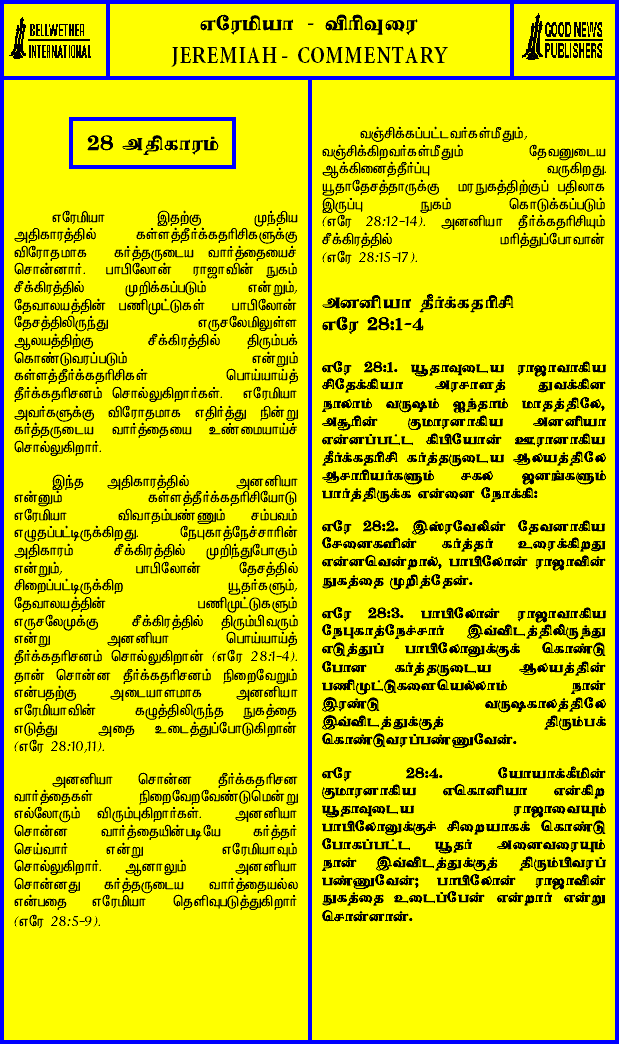 BELLWETHER
INTERNATIONAL
எரேமியா - விரிவுரை
JEREMIAH - COMMENTARY
GOOD NEWS
PUBLISHERS
28 அதிகாரம்
எரேமியா இதற்கு முந்திய
அதிகாரத்தில் கள்ளத்தீர்க்கதரிசிகளுக்கு
விரோதமாக கர்த்தருடைய வார்த்தையைச்
சொன்னார். பாபிலோன் ராஜாவின் நுகம்
சீக்கிரத்தில் முறிக்கப்படும் என்றும்,
தேவாலயத்தின் பணிமுட்டுகள் பாபிலோன்
தேசத்திலிருந்து எருசலேமிலுள்ள
ஆலயத்திற்கு சீக்கிரத்தில் திரும்பக்
கொண்டுவரப்படும் என்றும்
கள்ளத்தீர்க்கதரிசிகள் பொய்யாய்த்
தீர்க்கதரிசனம் சொல்லுகிறார்கள். எரேமியா
அவர்களுக்கு விரோதமாக எதிர்த்து நின்று
கர்த்தருடைய வார்த்தையை உண்மையாய்ச்
சொல்லுகிறார்.
இந்த அதிகாரத்தில் அனனியா
என்னும் கள்ளத்தீர்க்கதரிசியோடு
எரேமியா விவாதம்பண்ணும் சம்பவம்
எழுதப்பட்டிருக்கிறது. நேபுகாத்நேச்சாரின்
அதிகாரம் சீக்கிரத்தில் முறிந்துபோகும்
என்றும், பாபிலோன் தேசத்தில்
சிறைப்பட்டிருக்கிற யூதர்களும்,
தேவாலயத்தின் பணிமுட்டுகளும்
எருசலேமுக்கு சீக்கிரத்தில் திரும்பிவரும்
என்று அனனியா பொய்யாய்த்
தீர்க்கதரிசனம் சொல்லுகிறான் (எரே 28:1-4).
தான் சொன்ன தீர்க்கதரிசனம் நிறைவேறும்
என்பதற்கு அடையாளமாக அனனியா
எரேமியாவின் கழுத்திலிருந்த நுகத்தை
எடுத்து அதை உடைத்துப்போடுகிறான்
(எரே 28:10,11).
அனனியா சொன்ன தீர்க்கதரிசன
வார்த்தைகள் நிறைவேறவேண்டுமென்று
எல்லோரும் விரும்புகிறார்கள். அனனியா
சொன்ன வார்த்தையின்படியே கர்த்தர்
செய்வார் என்று எரேமியாவும்
சொல்லுகிறார். ஆனாலும் அனனியா
சொன்னது கர்த்தருடைய வார்த்தையல்ல
என்பதை எரேமியா தெளிவுபடுத்துகிறார்
(எரே 28:5-9).
வஞ்சிக்கப்பட்டவர்கள்மீதும்,
வஞ்சிக்கிறவர்கள்மீதும் தேவனுடைய
ஆக்கினைத்தீர்ப்பு வருகிறது.
யூதாதேசத்தாருக்கு மரநுகத்திற்குப் பதிலாக
இருப்பு நுகம் கொடுக்கப்படும்
(எரே 28:12-14). அனனியா தீர்க்கதரிசியும்
சீக்கிரத்தில் மரித்துப்போவான்
(எரே 28:15-17).
அனனியா தீர்க்கதரிசி
எரே 28:1-4
எரே 28:1. யூதாவுடைய ராஜாவாகிய
சிதேக்கியா அரசாளத் துவக்கின
நாலாம் வருஷம் ஐந்தாம் மாதத்திலே,
அசூரின் குமாரனாகிய அனனியா
என்னப்பட்ட கிபியோன் ஊரானாகிய
தீர்க்கதரிசி கர்த்தருடைய ஆலயத்திலே
ஆசாரியர்களும் சகல ஜனங்களும்
பார்த்திருக்க என்னை நோக்கி:
எரே 28:2. இஸ்ரவேலின் தேவனாகிய
சேனைகளின் கர்த்தர் உரைக்கிறது
என்னவென்றால், பாபிலோன் ராஜாவின்
நுகத்தை முறித்தேன்.
எரே 28:3. பாபிலோன் ராஜாவாகிய
நேபுகாத்நேச்சார் இவ்விடத்திலிருந்து
எடுத்துப் பாபிலோனுக்குக் கொண்டு
போன கர்த்தருடைய ஆலயத்தின்
பணிமுட்டுகளையெல்லாம் நான்
இரண்டு வருஷகாலத்திலே
இவ்விடத்துக்குத் திரும்பக்
கொண்டுவரப்பண்ணுவேன்.
எரே 28:4. யோயாக்கீமின்
குமாரனாகிய எகொனியா என்கிற
யூதாவுடைய ராஜாவையும்
பாபிலோனுக்குச் சிறையாகக் கொண்டு
போகப்பட்ட யூதர் அனைவரையும்
நான் இவ்விடத்துக்குத் திரும்பிவரப்
பண்ணுவேன்; பாபிலோன் ராஜாவின்
நுகத்தை உடைப்பேன் என்றார் என்று
சொன்னான்.